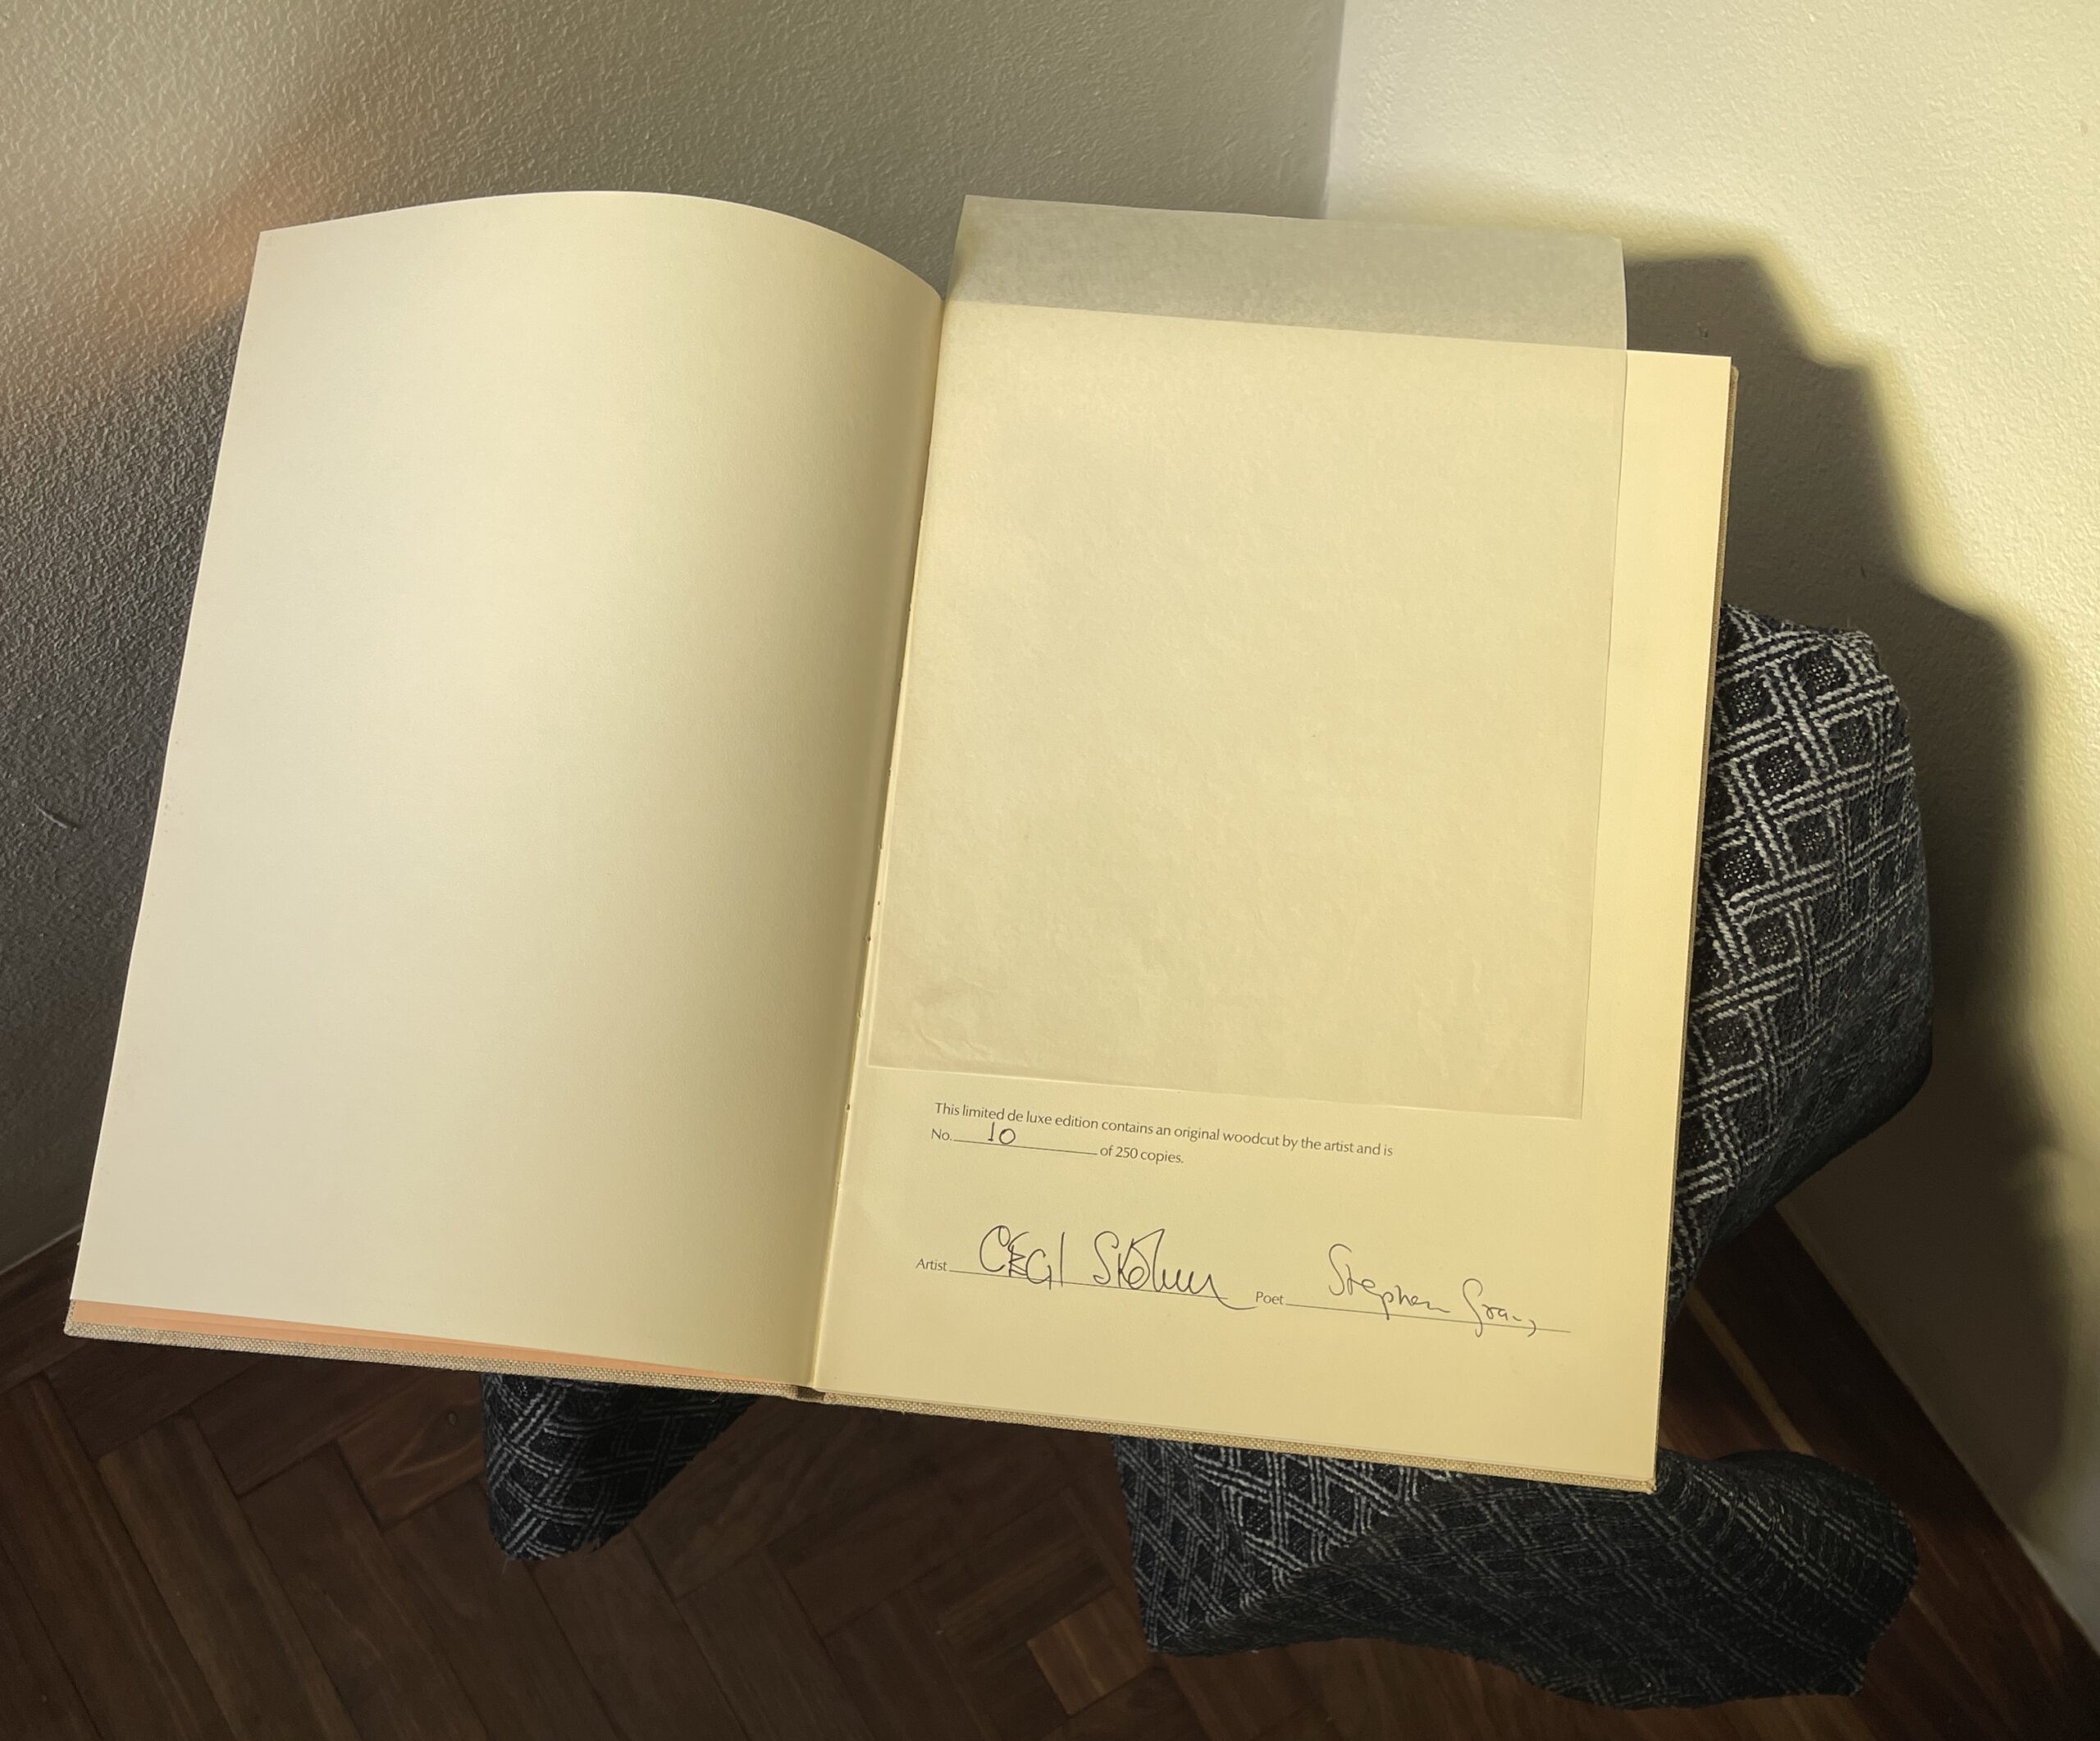 This limited de luxe edition contains an original woodcut by the artist and is
No. 10 of 250 copies.
Artist Cecil Skotnes Poet Stephen Gray